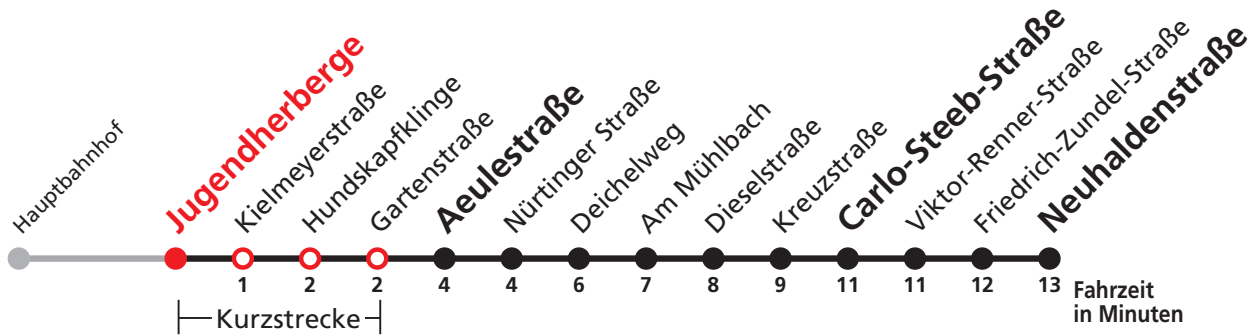 Hauptbahnhof
Jugendherberge
Kielmeyerstraße
Hundskapfklinge
Gartenstraße
Aeulestraße
Nürtinger Straße
Deichelweg
Am Mühlbach
Dieselstraße
Kreuzstraße
Carlo-Steeb-Straße
Viktor-Renner-Straße
Friedrich-Zundel-Straße
Neuhaldenstraße
1 2 2 4 4 6 7 8 9 11 11 12 13
Fahrzeit
in Minuten
Kurzstrecke